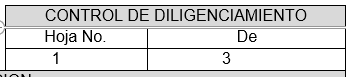 CONTROL DE DILIGENCIAMIENTO
Hoja No. De
1 3